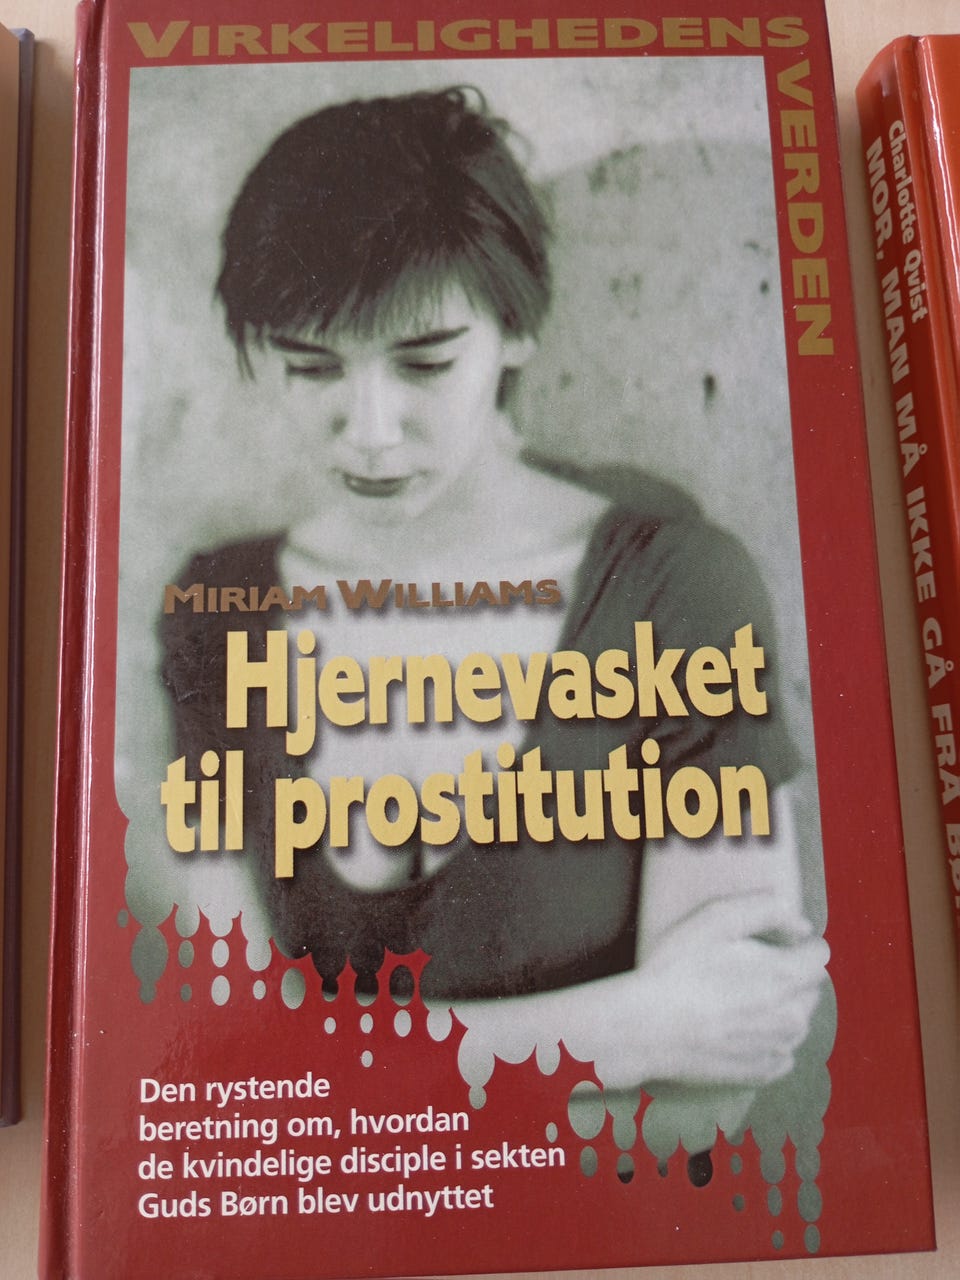 VIRKELIGHEDENS
VERDEN
MIRIAM WILLIAMS
Hjernevasket
til prostitution
Den rystende
beretning om, hvordan
de kvindelige disciple i sekten
Guds Børn blev udnyttet
Charlotte Qvist
MOR, MAN MÅ IKKE GÅ FRA